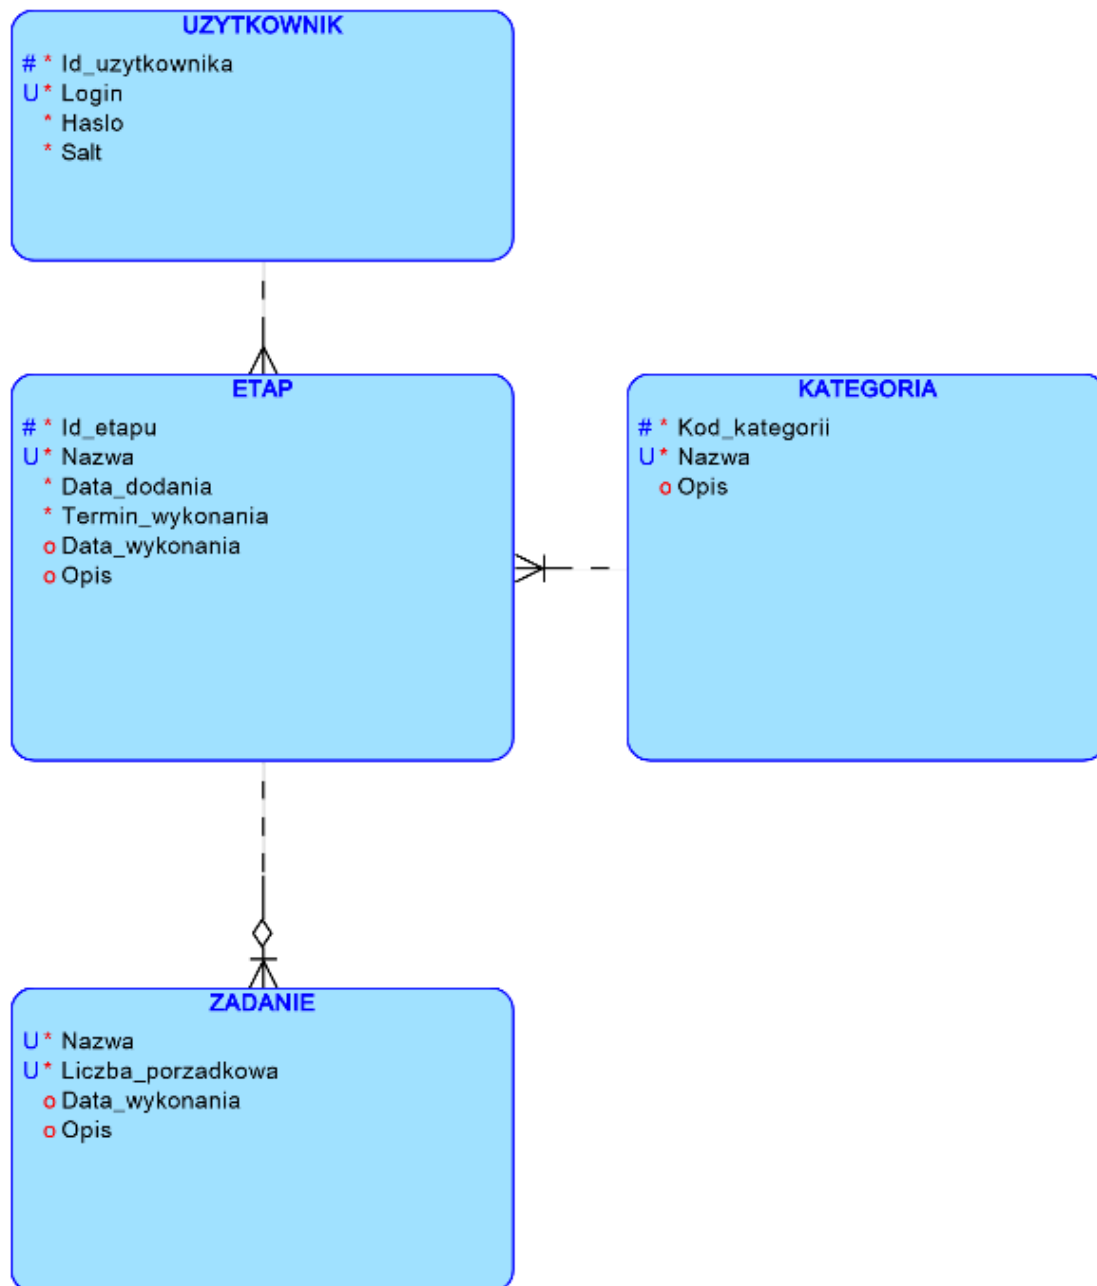 UZYTKOWNIK
# * Id_uzytkownika
U * Login
* Haslo
* Salt
ETAP
# * Id_etapu
U * Nazwa
* Data_dodania
* Termin_wykonania
o Data_wykonania
o Opis
KATEGORIA
# * Kod_kategorii
U * Nazwa
o Opis
ZADANIE
U * Nazwa
U * Liczba_porzadkowa
o Data_wykonania
o Opis